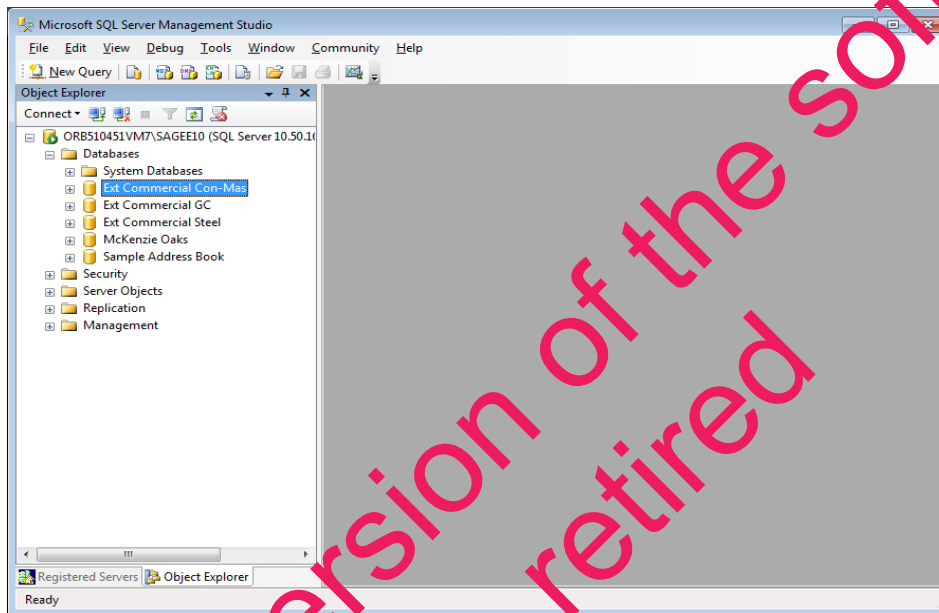 Microsoft SQL Server Management Studio
File Edit View Debug Tools Window Community Help
New Query
Object Explorer
Connect
ORB510451VM7\SAGEE10 (SQL Server 10.50.16
Databases
System Databases
Ext Commercial Con-Mas
Ext Commercial GC
Ext Commercial Steel
McKenzie Oaks
Sample Address Book
Security
Server Objects
Replication
Management
Registered Servers Object Explorer
Ready
ersion of the so
retired